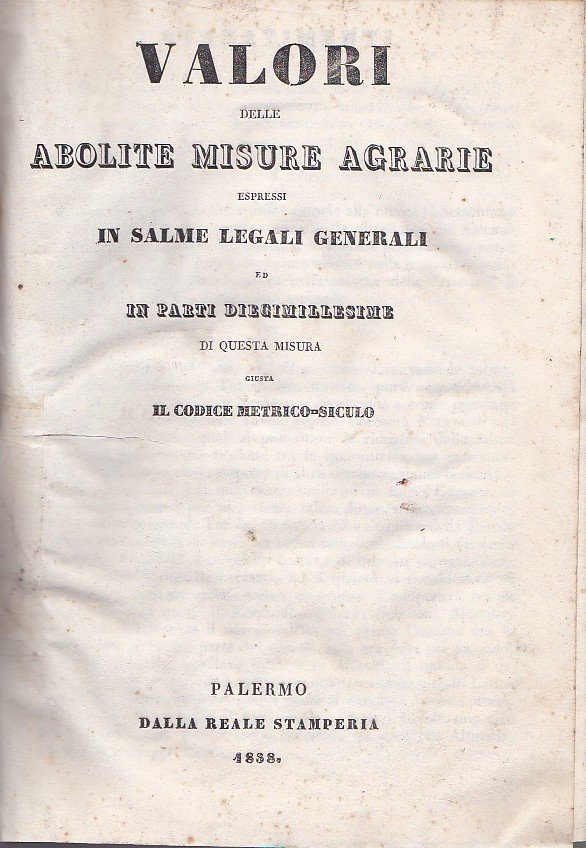 VALORI
DELLE
ABOLITE MISURE AGRARIE
ESPRESSI
IN SALME LEGALI GENERALI
ED
IN PARTI DIECIMILLESIME
DI QUESTA MISURA
GIUSTA
IL CODICE METRICO=SICULO
PALERMO
DALLA REALE STAMPERIA
1838.